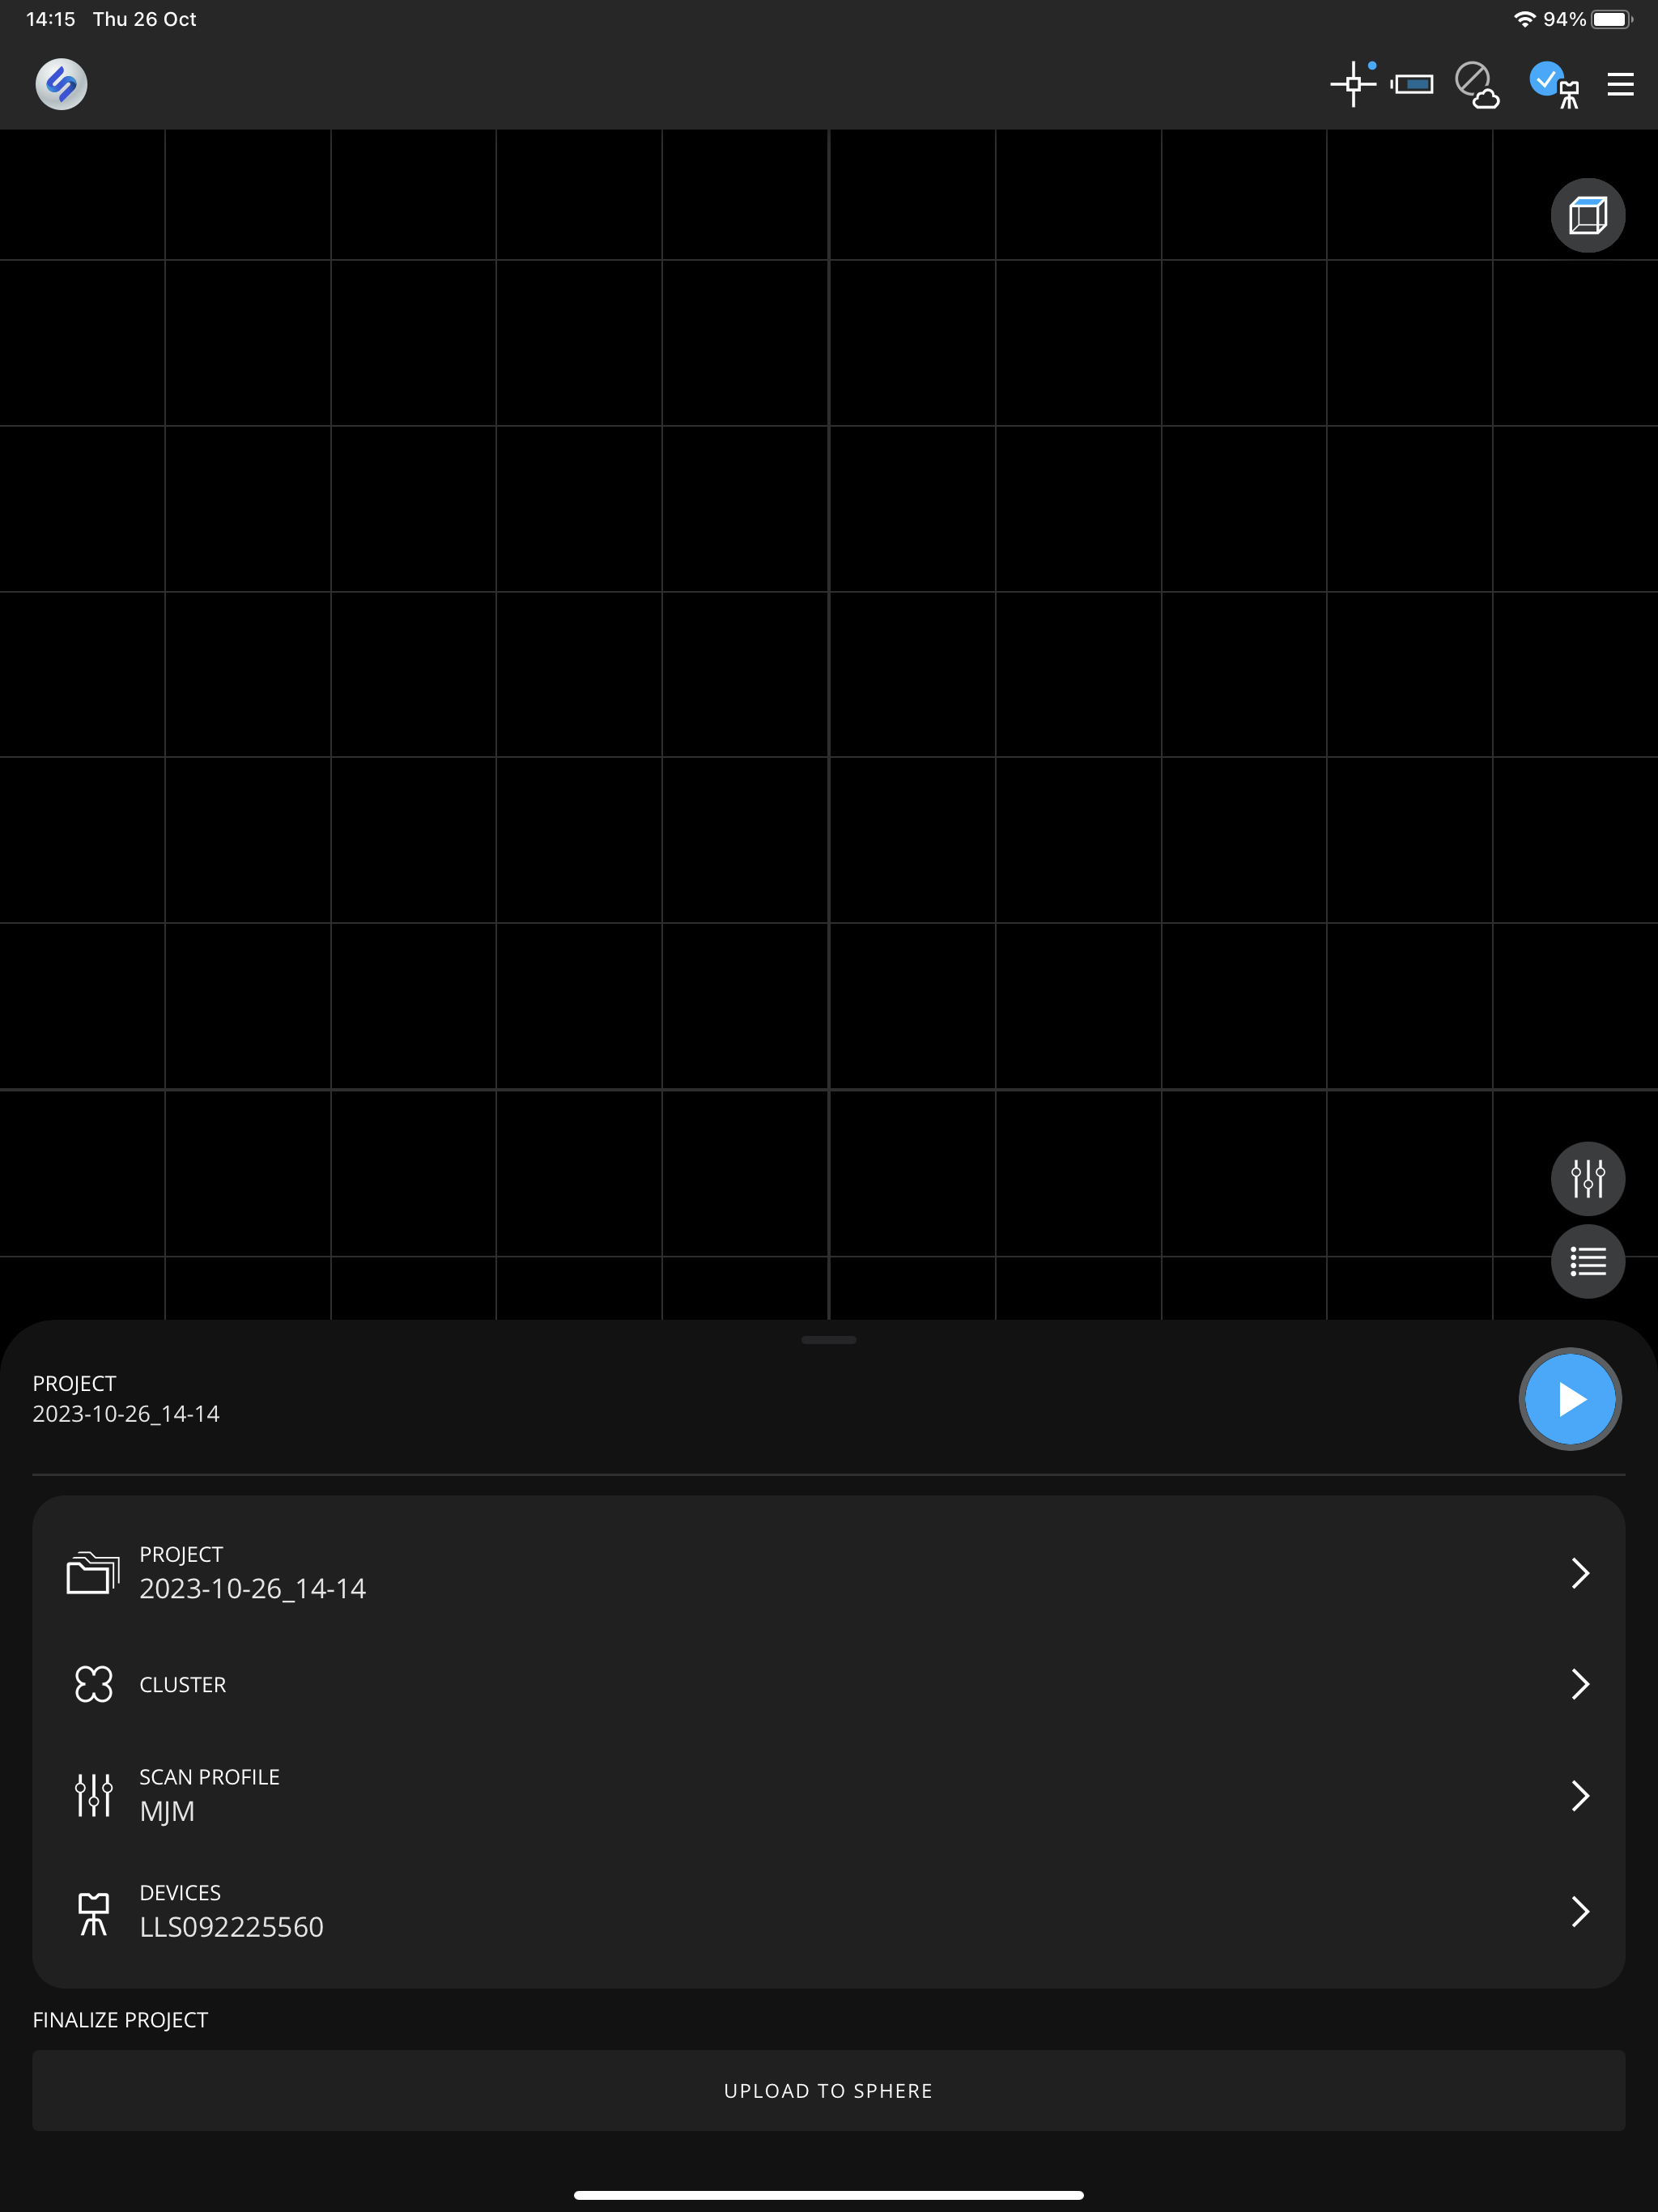 14:15 Thu 26 Oct 94%
PROJECT
2023-10-26_14-14
PROJECT
2023-10-26_14-14
CLUSTER
SCAN PROFILE
MJM
DEVICES
LLS092225560
FINALIZE PROJECT
UPLOAD TO SPHERE